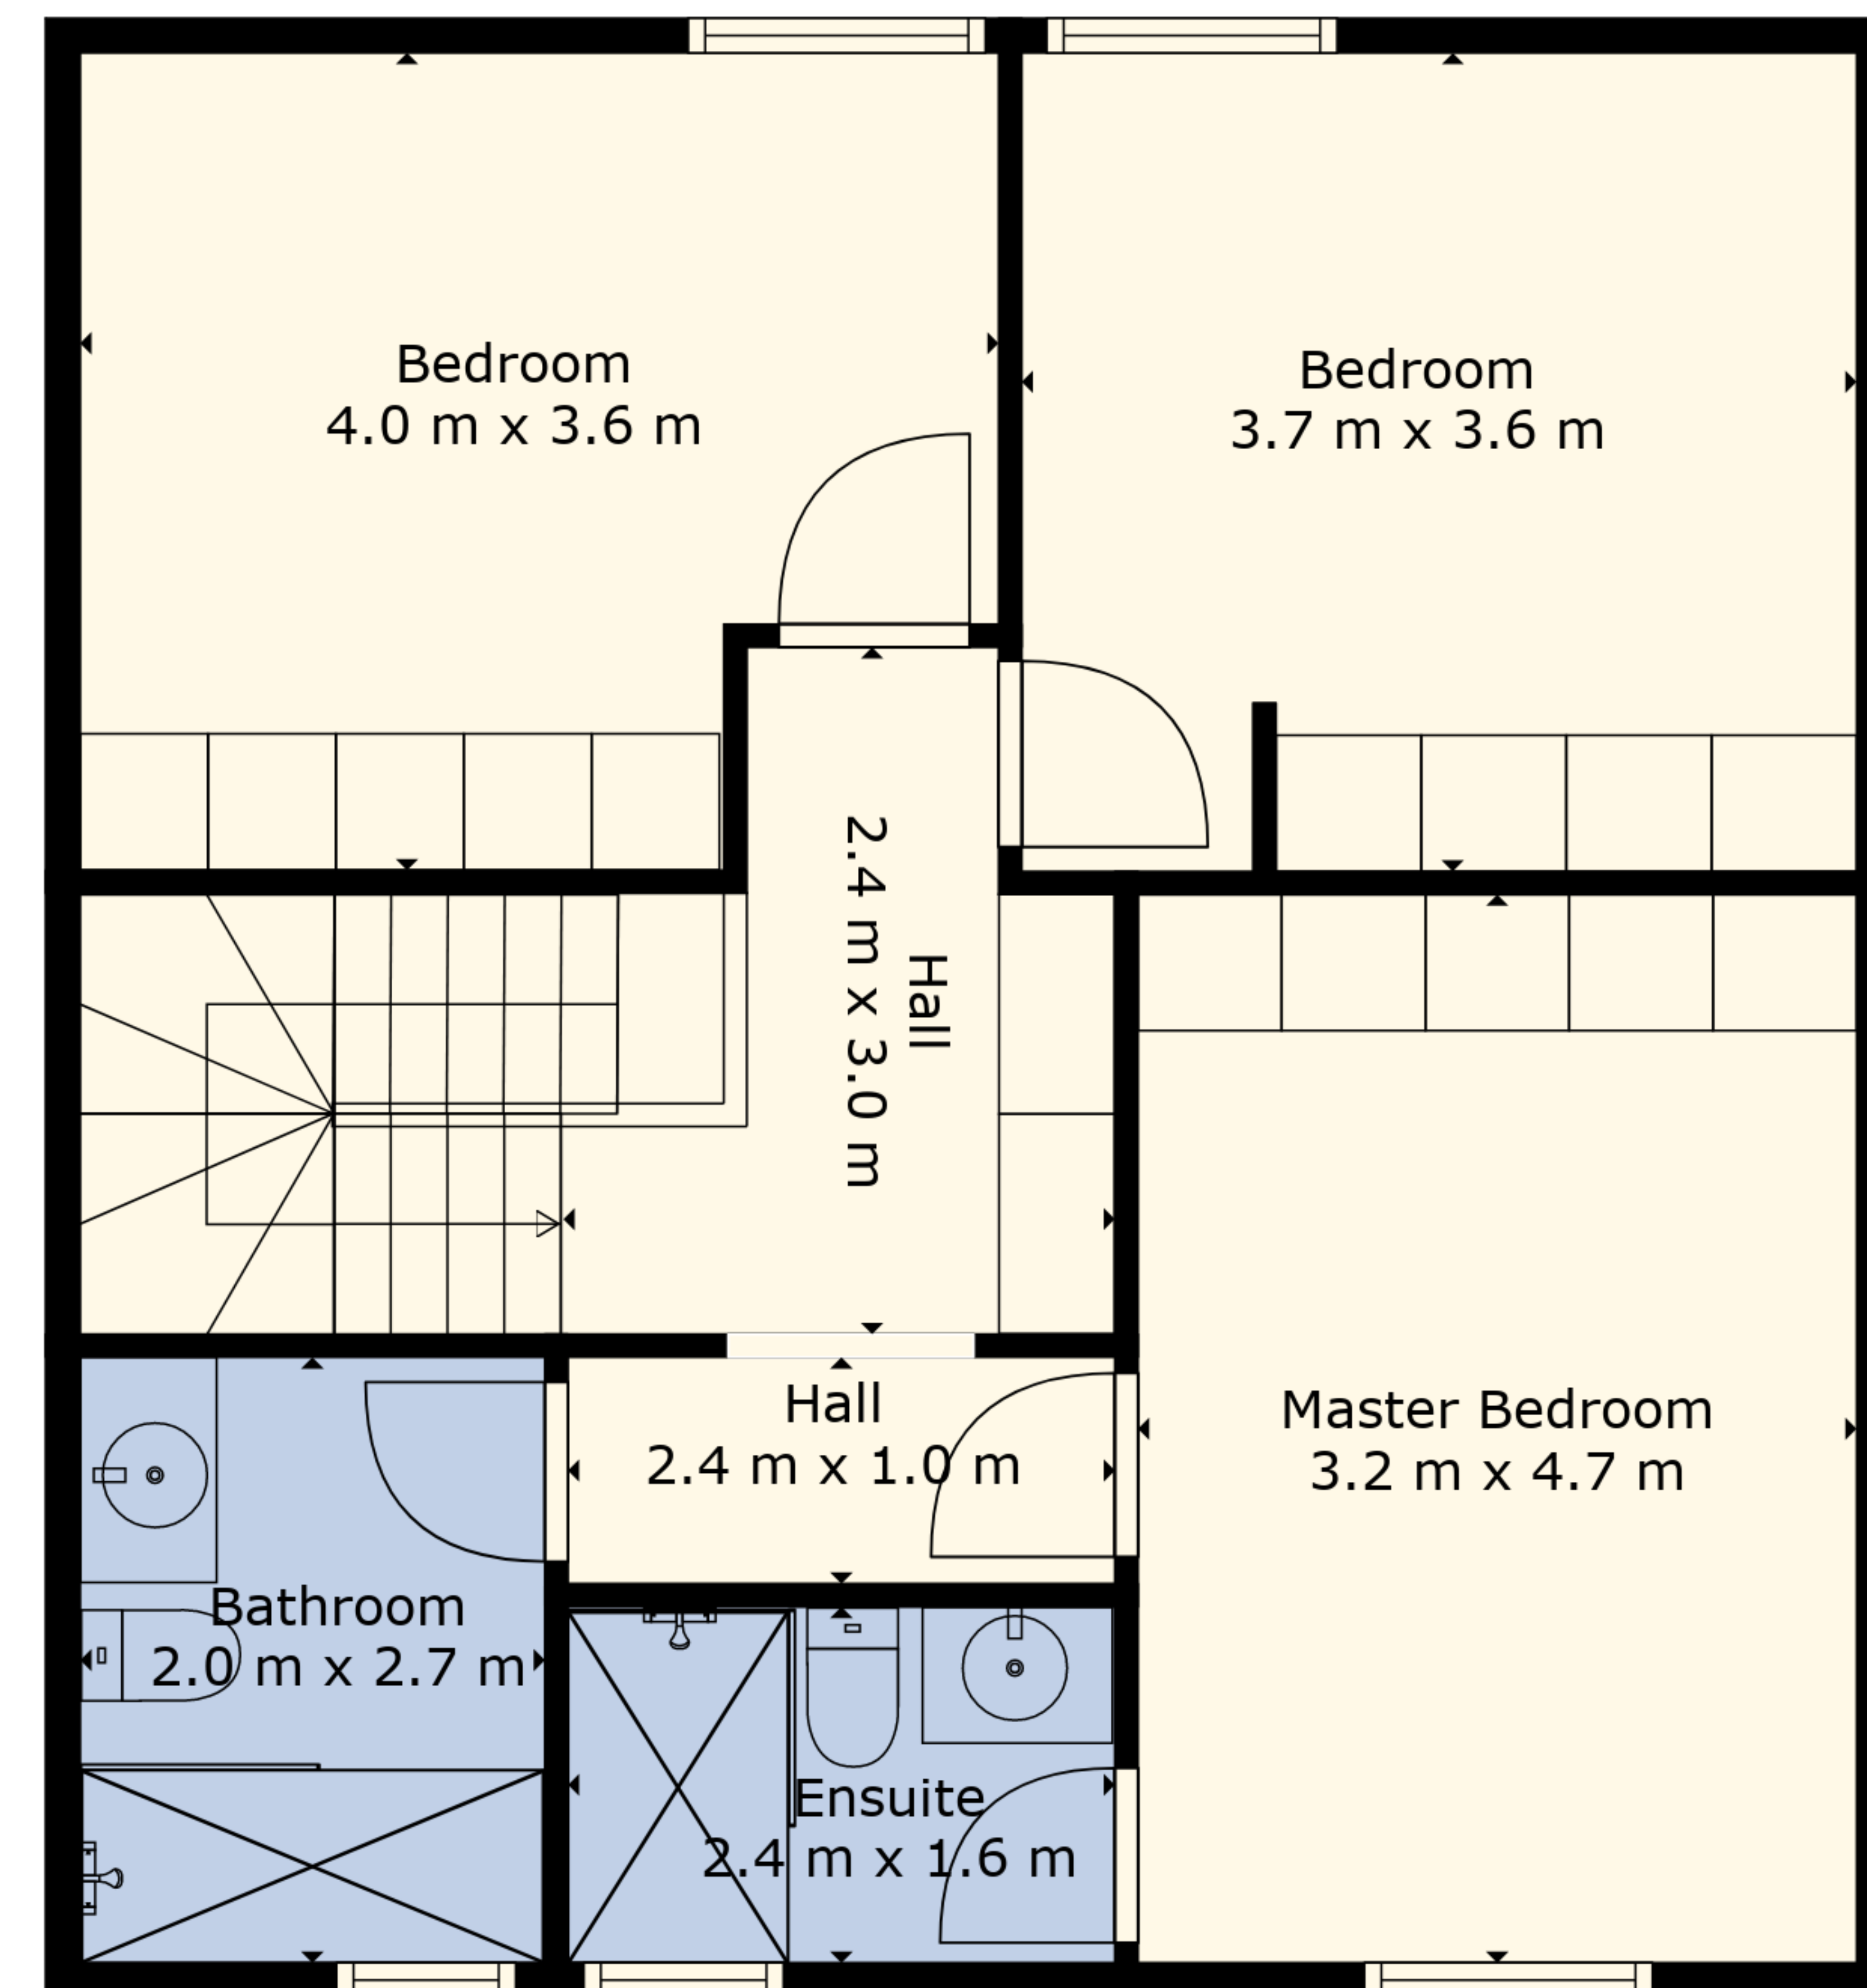 Bedroom
4.0 m x 3.6 m
Bedroom
3.7 m x 3.6 m
Hall
2.4 m x 3.0 m
Hall
2.4 m x 1.0 m
Master Bedroom
3.2 m x 4.7 m
Bathroom
2.0 m x 2.7 m
Ensuite
2.4 m x 1.6 m